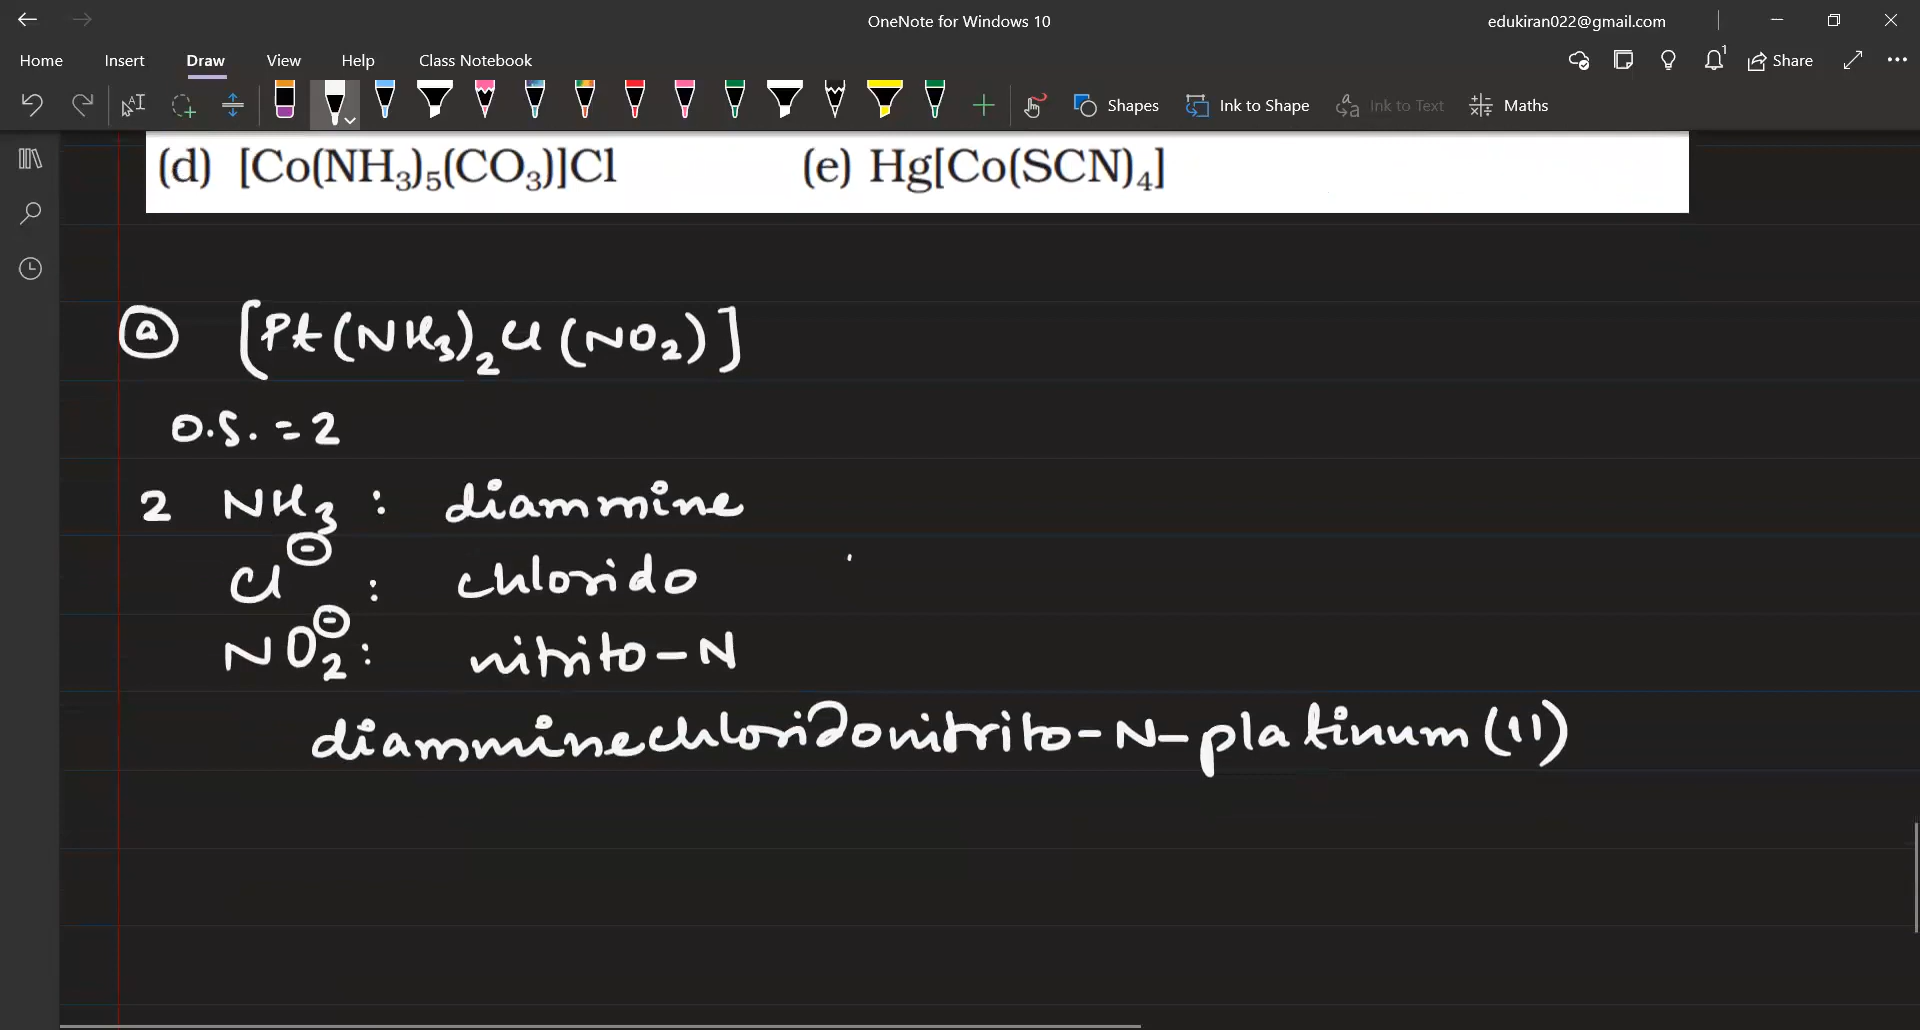 OneNote for Windows 10
edukiran022@gmail.com
Home Insert Draw View Help Class Notebook
1 Share
Shapes Ink to Shape Ink to Text Maths
(d) [Co(NH₃)₅(CO₃)]Cl (e) Hg[Co(SCN)₄]
ⓐ [Pt(NH₃)₂Cl(NO₂)]
O.S. = 2
2 NH₃ : diammine
Cl⊖ : chlorido
NO₂⊖ : nitrito-N
diamminechloridonitrito-N-platinum(II)